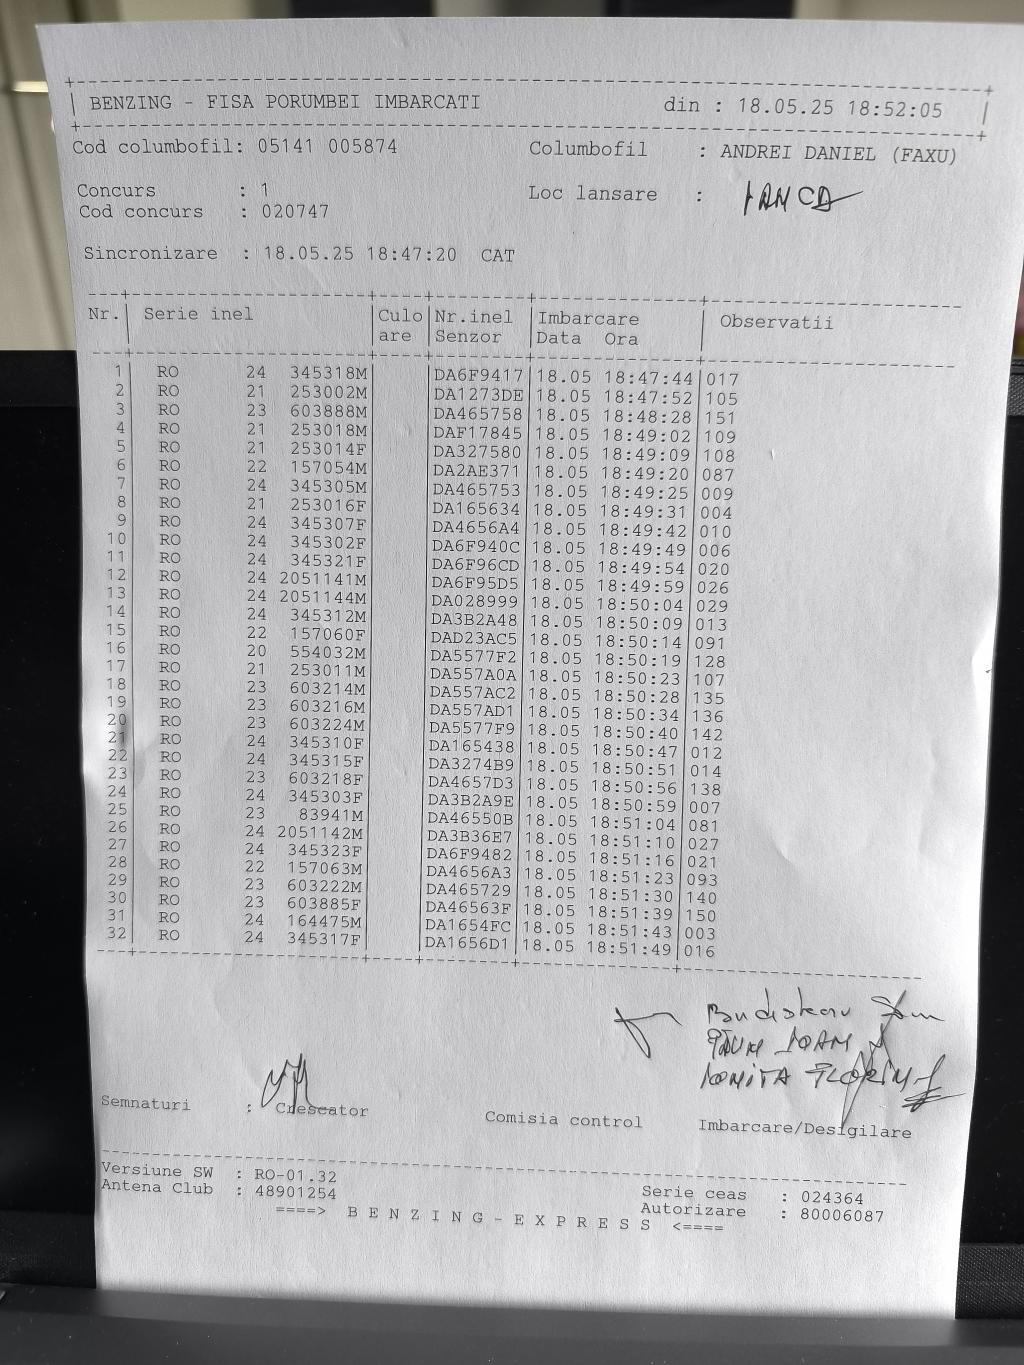 BENZING - FISA PORUMBEI IMBARCATI din : 18.05.25 18:52:05
Cod columbofil: 05141 005874 Columbofil : ANDREI DANIEL (FAXU)
Concurs : 1 Loc lansare : IANCA
Cod concurs : 020747
Sincronizare : 18.05.25 18:47:20 CAT
Nr. Serie inel Culo Nr.inel Imbarcare Observatii
are Senzor Data Ora
1 RO 24 345318M DA6F9417 18.05 18:47:44 017
2 RO 21 253002M DA1273DE 18.05 18:47:52 105
3 RO 23 603888M DA465758 18.05 18:48:28 151
4 RO 21 253018M DAF17845 18.05 18:49:02 109
5 RO 21 253014F DA327580 18.05 18:49:09 108
6 RO 22 157054M DA2AE371 18.05 18:49:20 087
7 RO 24 345305M DA465753 18.05 18:49:25 009
8 RO 21 253016F DA165634 18.05 18:49:31 004
9 RO 24 345307F DA4656A4 18.05 18:49:42 010
10 RO 24 345302F DA6F940C 18.05 18:49:49 006
11 RO 24 345321F DA6F96CD 18.05 18:49:54 020
12 RO 24 2051141M DA6F95D5 18.05 18:49:59 026
13 RO 24 2051144M DA028999 18.05 18:50:04 029
14 RO 24 345312M DA3B2A48 18.05 18:50:09 013
15 RO 22 157060F DAD23AC5 18.05 18:50:14 091
16 RO 20 554032M DA5577F2 18.05 18:50:19 128
17 RO 21 253011M DA557A0A 18.05 18:50:23 107
18 RO 23 603214M DA557AC2 18.05 18:50:28 135
19 RO 23 603216M DA557AD1 18.05 18:50:34 136
20 RO 23 603224M DA5577F9 18.05 18:50:40 142
21 RO 24 345310F DA165438 18.05 18:50:47 012
22 RO 24 345315F DA3274B9 18.05 18:50:51 014
23 RO 23 603218F DA4657D3 18.05 18:50:56 138
24 RO 24 345303F DA3B2A9E 18.05 18:50:59 007
25 RO 23 83941M DA46550B 18.05 18:51:04 081
26 RO 24 2051142M DA3B36E7 18.05 18:51:10 027
27 RO 24 345323F DA6F9482 18.05 18:51:16 021
28 RO 22 157063M DA4656A3 18.05 18:51:23 093
29 RO 23 603222M DA465729 18.05 18:51:30 140
30 RO 23 603885F DA46563F 18.05 18:51:39 150
31 RO 24 164475M DA1654FC 18.05 18:51:43 003
32 RO 24 345317F DA1656D1 18.05 18:51:49 016
PĂUN IOAN
IONIȚA FLORIN
Semnaturi : Crescator Comisia control Imbarcare/Desigilare
Versiune SW : RO-01.32 Serie ceas : 024364
Antena Club : 48901254 Autorizare : 80006087
====> B E N Z I N G - E X P R E S S <====